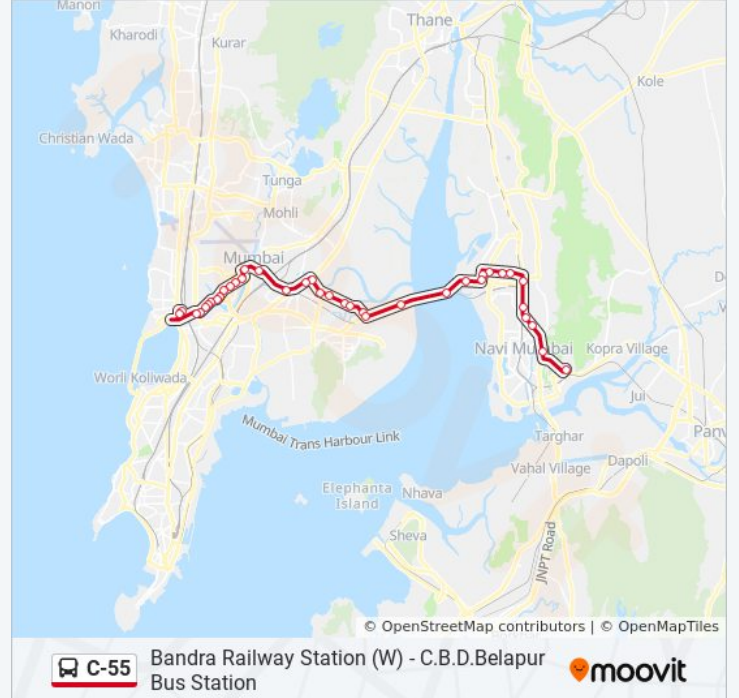 Manori
Thane
Kharodi
Kurar
Kole
Christian Wada
Tunga
Mohli
Mumbai
Navi Mumbai
Kopra Village
Worli Koliwada
Jui
Mumbai Trans Harbour Link
Targhar
Panv
Vahal Village
Dapoli
Elephanta
Island
Nhava
Sheva
JNPT Road
© OpenStreetMap contributors | © OpenMapTiles
C-55
Bandra Railway Station (W) - C.B.D.Belapur
Bus Station
moovit